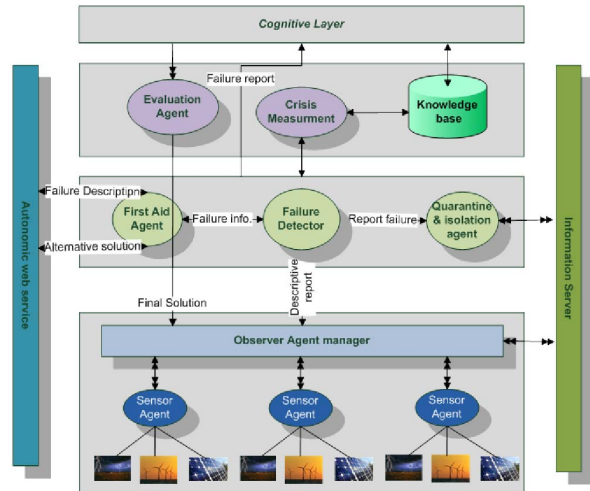 Cognitive Layer
Failure report
Evaluation
Agent
Crisis
Measurment
Knowledge
base
Autonomic web service
Information Server
Failure Description
Alternative solution
First Aid
Agent
Failure info.
Failure
Detector
Report failure
Quarantine
& isolation
agent
Final Solution
Descriptive
report
Observer Agent manager
Sensor
Agent
Sensor
Agent
Sensor
Agent